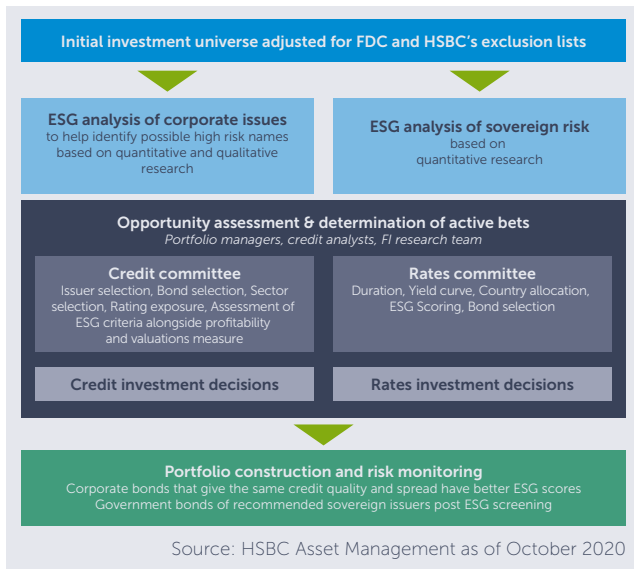 Initial investment universe adjusted for FDC and HSBC's exclusion lists
ESG analysis of corporate issues
to help identify possible high risk names
based on quantitative and qualitative
research
ESG analysis of sovereign risk
based on
quantitative research
Opportunity assessment & determination of active bets
Portfolio managers, credit analysts, FI research team
Credit committee
Issuer selection, Bond selection, Sector
selection, Rating exposure, Assessment of
ESG criteria alongside profitability
and valuations measure
Rates committee
Duration, Yield curve, Country allocation,
ESG Scoring, Bond selection
Credit investment decisions
Rates investment decisions
Portfolio construction and risk monitoring
Corporate bonds that give the same credit quality and spread have better ESG scores
Government bonds of recommended sovereign issuers post ESG screening
Source: HSBC Asset Management as of October 2020